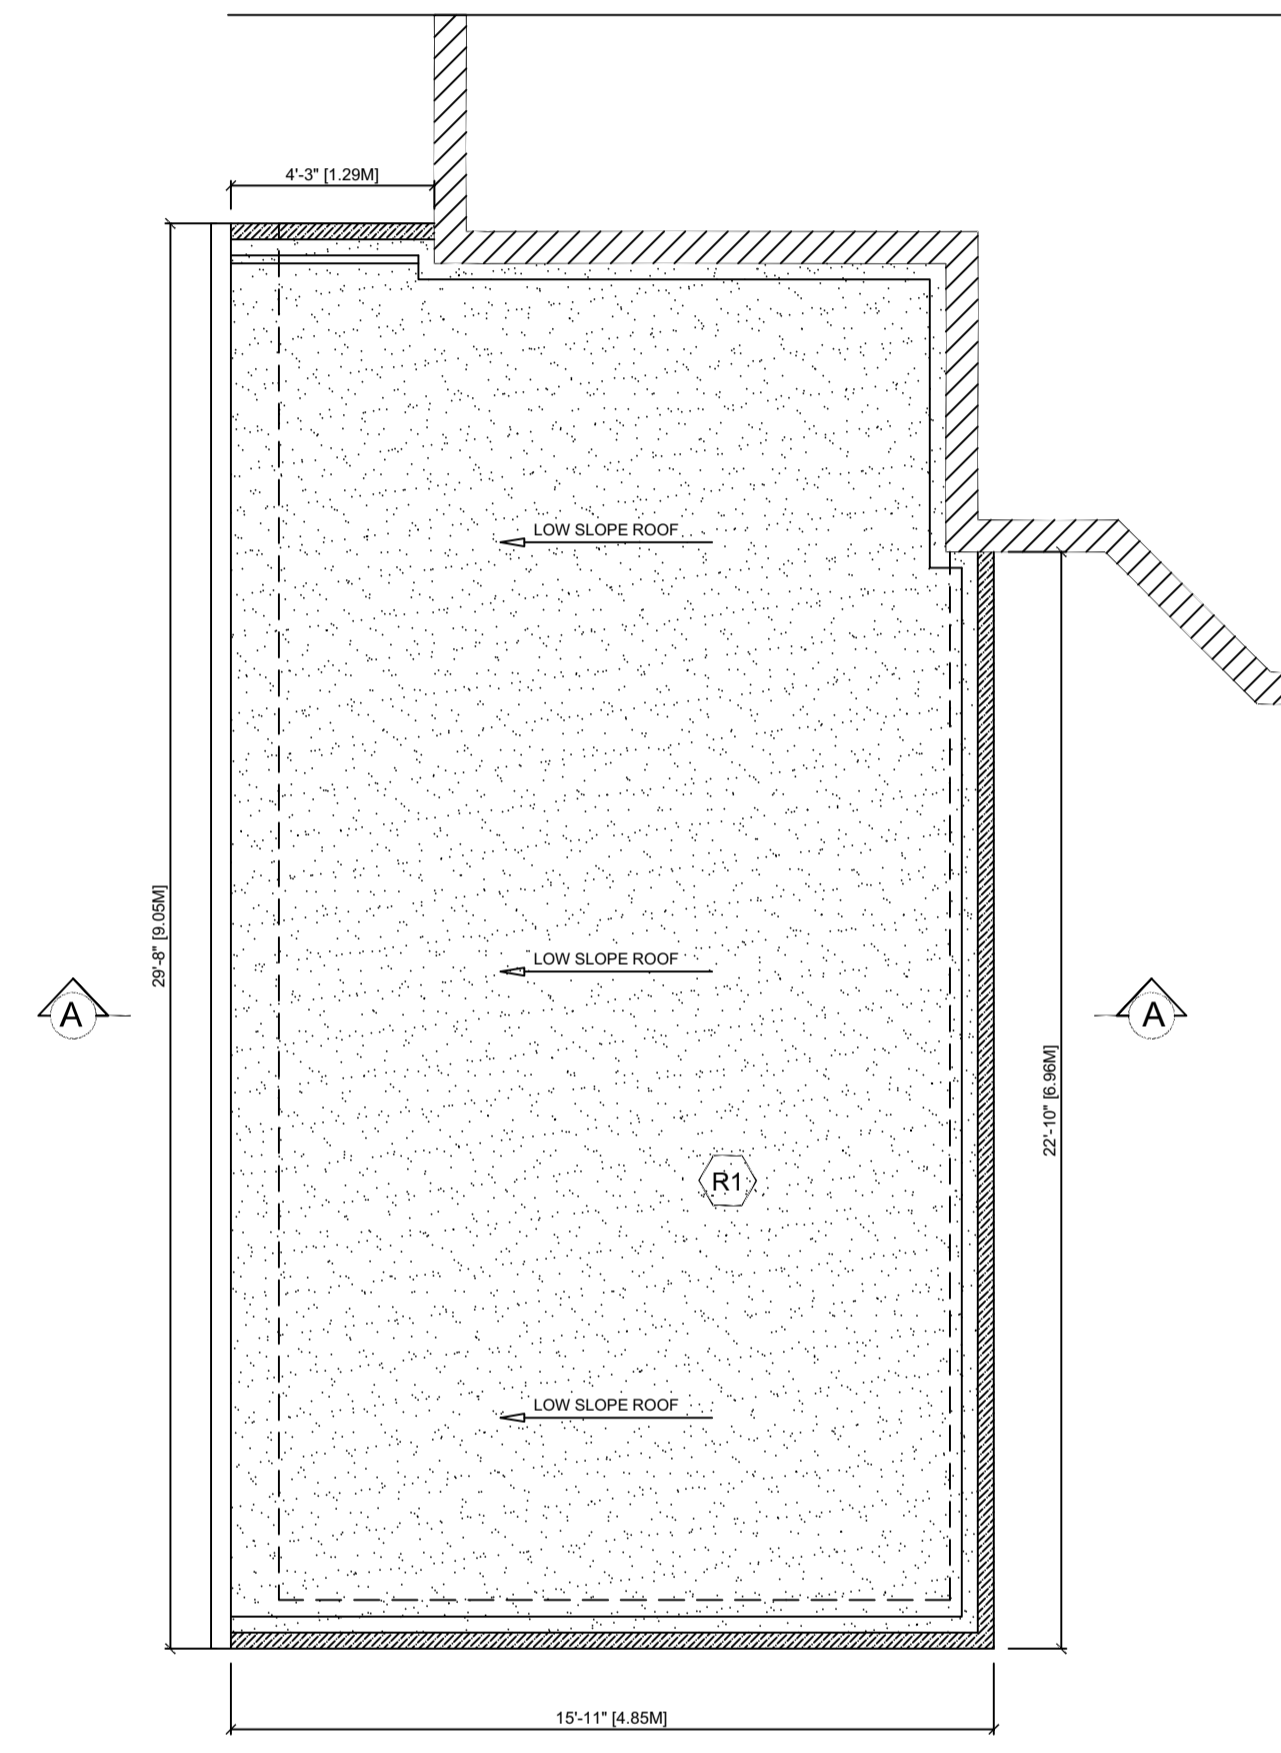 4'-3" [1.29M]
LOW SLOPE ROOF
29'-8" [9.05M]
LOW SLOPE ROOF
A
A
22'-10" [6.96M]
R1
LOW SLOPE ROOF
15'-11" [4.85M]